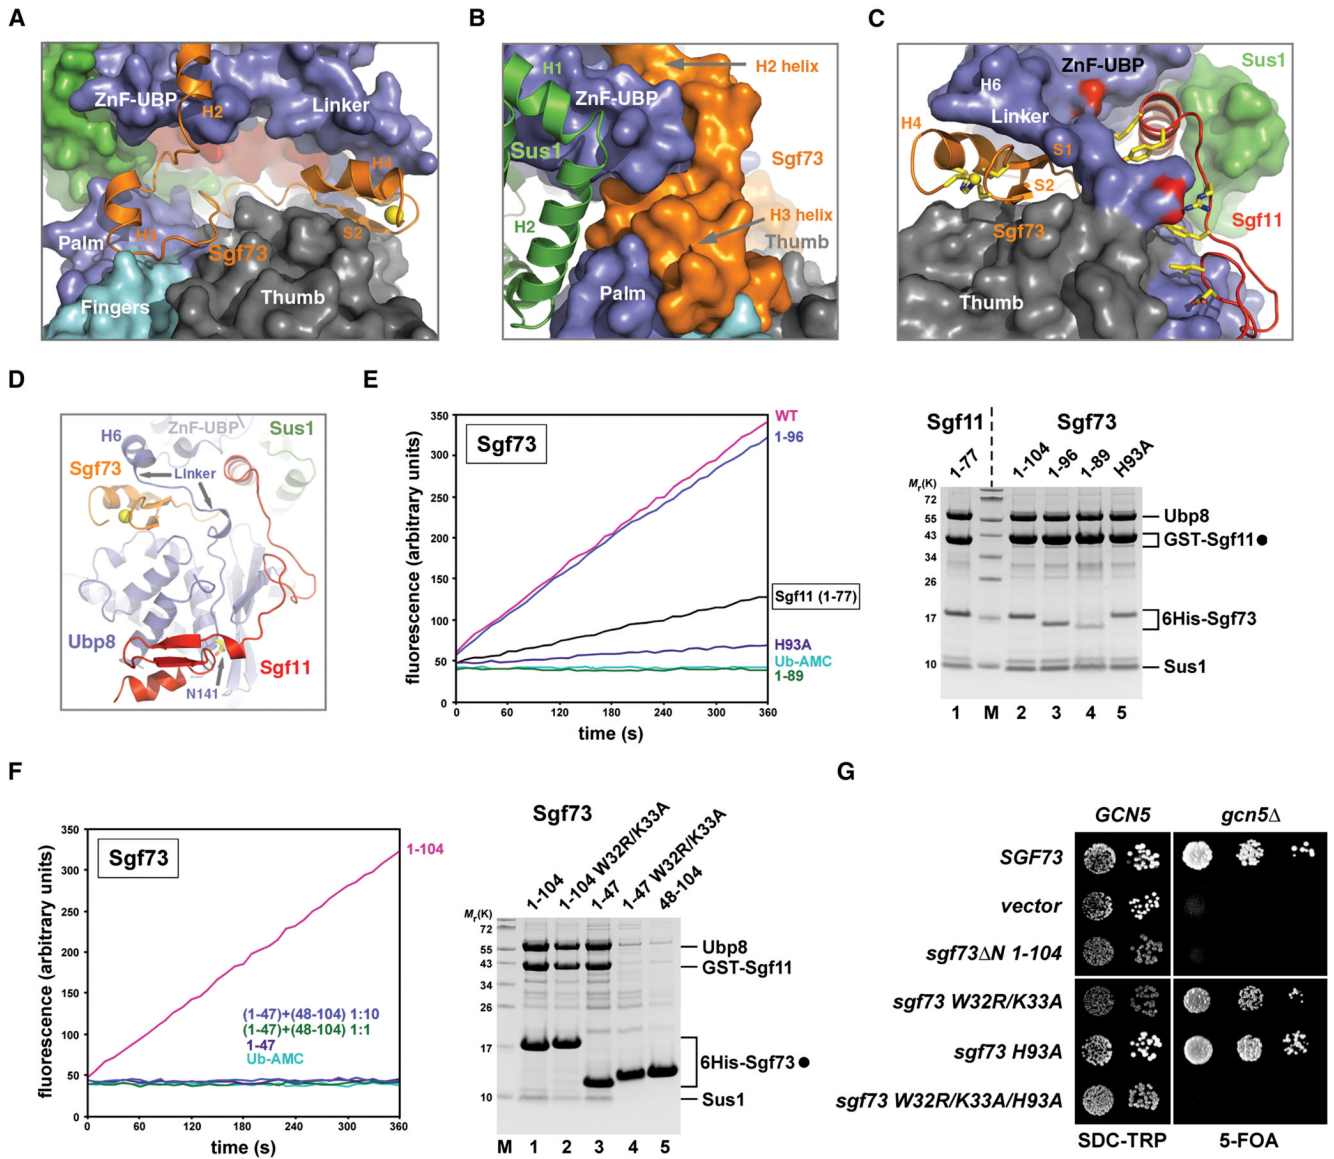 A
ZnF-UBP
Linker
H2
H4
Palm
H3
Sgf73
S2
Fingers
Thumb
B
H1
ZnF-UBP
H2 helix
Sus1
Sgf73
H2
H3 helix
Thumb
Palm
C
ZnF-UBP
Sus1
H6
Linker
H4
S1
S2
Sgf73
Sgf11
Thumb
D
H6
ZnF-UBP
Sus1
Sgf73
Linker
Ubp8
Sgf11
N141
E
fluorescence (arbitrary units)
350
300
250
200
150
100
50
0
Sgf73
WT
1-96
Sgf11 (1-77)
H93A
Ub-AMC
1-89
0 60 120 180 240 300 360
time (s)
Sgf11 Sgf73
1-77 1-104 1-96 1-89 H93A
Mr(K)
72
55
43
34
26
17
10
Ubp8
GST-Sgf11●
6His-Sgf73
Sus1
1 M 2 3 4 5
F
fluorescence (arbitrary units)
350
300
250
200
150
100
50
0
Sgf73
1-104
(1-47)+(48-104) 1:10
(1-47)+(48-104) 1:1
1-47
Ub-AMC
0 60 120 180 240 300 360
time (s)
Sgf73
1-104 1-104 W32R/K33A 1-47 1-47 W32R/K33A 48-104
Mr(K)
72
55
43
34
26
17
10
Ubp8
GST-Sgf11
6His-Sgf73 ●
Sus1
M 1 2 3 4 5
G
GCN5 gcn5Δ
SGF73
vector
sgf73ΔN 1-104
sgf73 W32R/K33A
sgf73 H93A
sgf73 W32R/K33A/H93A
SDC-TRP 5-FOA